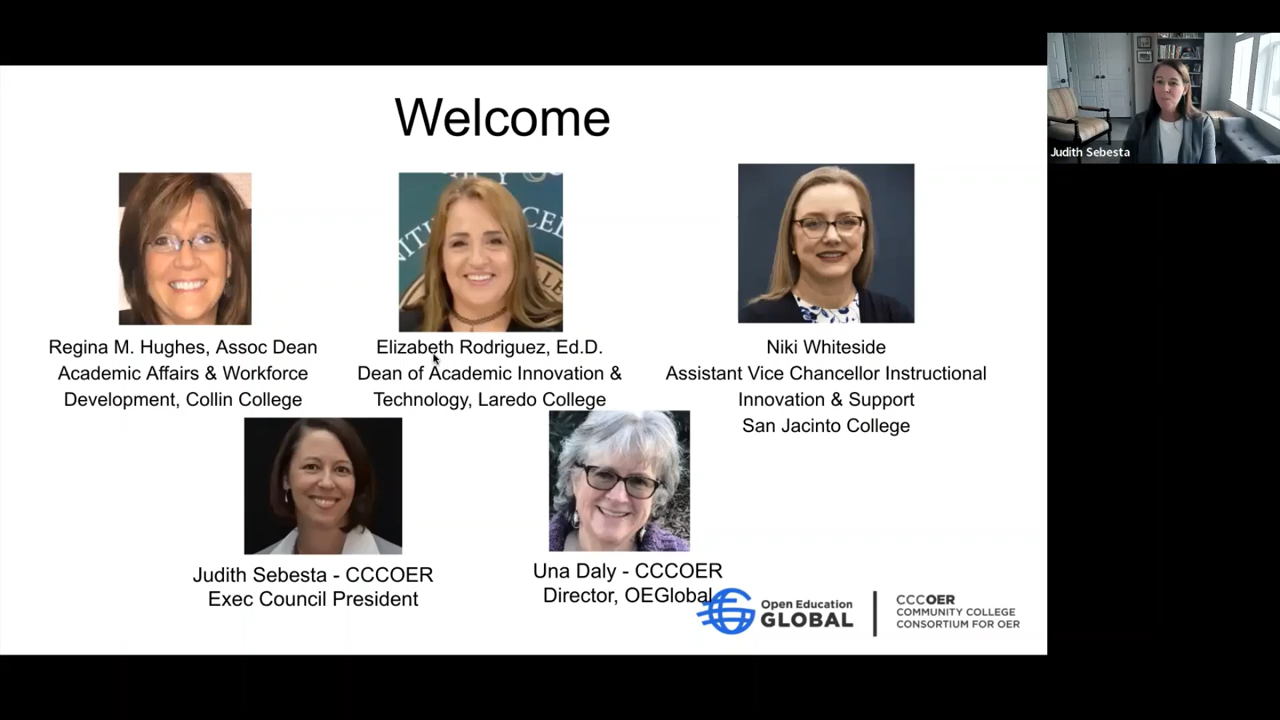 Welcome
Judith Sebesta
Regina M. Hughes, Assoc Dean
Academic Affairs & Workforce
Development, Collin College
Elizabeth Rodriguez, Ed.D.
Dean of Academic Innovation &
Technology, Laredo College
Niki Whiteside
Assistant Vice Chancellor Instructional
Innovation & Support
San Jacinto College
Judith Sebesta - CCCOER
Exec Council President
Una Daly - CCCOER
Director, OEGlobal
Open Education
GLOBAL
CCCOER
COMMUNITY COLLEGE
CONSORTIUM FOR OER